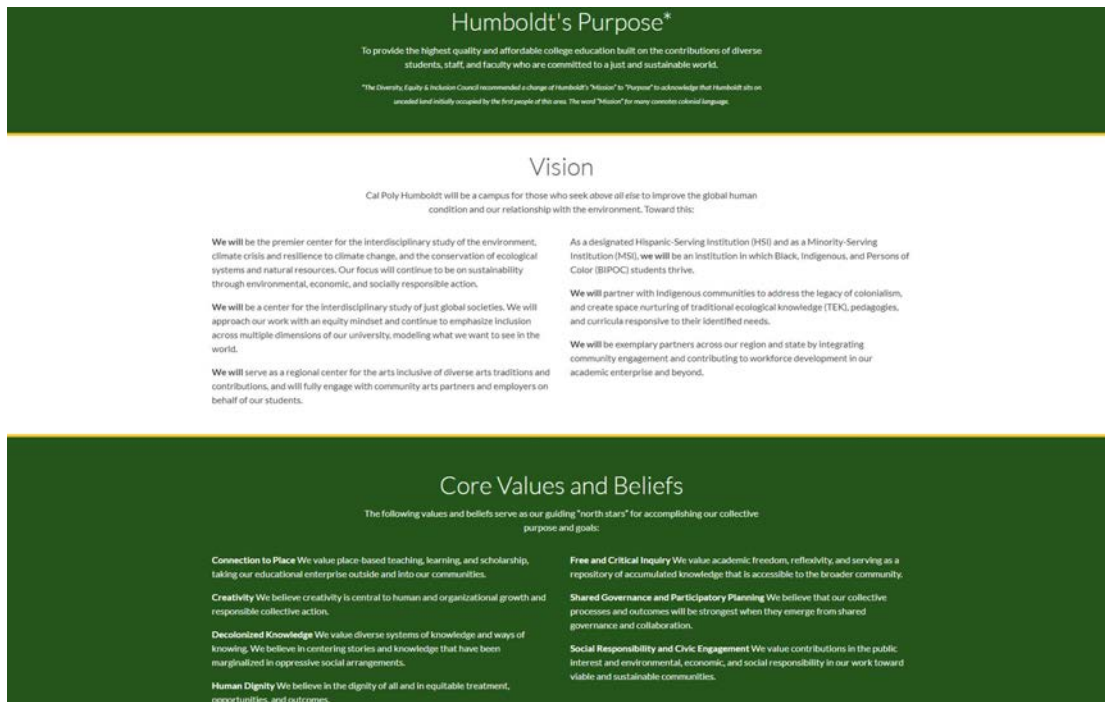 Humboldt's Purpose*
To provide the highest quality and affordable college education built on the contributions of diverse
students, staff, and faculty who are committed to a just and sustainable world.
*The Diversity, Equity & Inclusion Council recommended a change of Humboldt's "Mission" to "Purpose" to acknowledge that Humboldt sits on
unceded land initially occupied by the first people of this area. The word "Mission" for many connotes colonial language.
Vision
Cal Poly Humboldt will be a campus for those who seek above all else to improve the global human
condition and our relationship with the environment. Toward this:
We will be the premier center for the interdisciplinary study of the environment,
climate crisis and resilience to climate change, and the conservation of ecological
systems and natural resources. Our focus will continue to be on sustainability
through environmental, economic, and socially responsible action.
We will be a center for the interdisciplinary study of just global societies. We will
approach our work with an equity mindset and continue to emphasize inclusion
across multiple dimensions of our university, modeling what we want to see in the
world.
We will serve as a regional center for the arts inclusive of diverse arts traditions and
contributions, and will fully engage with community arts partners and employers on
behalf of our students.
As a designated Hispanic-Serving Institution (HSI) and as a Minority-Serving
Institution (MSI), we will be an institution in which Black, Indigenous, and Persons of
Color (BIPOC) students thrive.
We will partner with Indigenous communities to address the legacy of colonialism,
and create space nurturing of traditional ecological knowledge (TEK), pedagogies,
and curricula responsive to their identified needs.
We will be exemplary partners across our region and state by integrating
community engagement and contributing to workforce development in our
academic enterprise and beyond.
Core Values and Beliefs
The following values and beliefs serve as our guiding "north stars" for accomplishing our collective
purpose and goals:
Connection to Place We value place-based teaching, learning, and scholarship,
taking our educational enterprise outside and into our communities.
Creativity We believe creativity is central to human and organizational growth and
responsible collective action.
Decolonized Knowledge We value diverse systems of knowledge and ways of
knowing. We believe in centering stories and knowledge that have been
marginalized in oppressive social arrangements.
Human Dignity We believe in the dignity of all and in equitable treatment,
opportunities, and outcomes.
Free and Critical Inquiry We value academic freedom, reflexivity, and serving as a
repository of accumulated knowledge that is accessible to the broader community.
Shared Governance and Participatory Planning We believe that our collective
processes and outcomes will be strongest when they emerge from shared
governance and collaboration.
Social Responsibility and Civic Engagement We value contributions in the public
interest and environmental, economic, and social responsibility in our work toward
viable and sustainable communities.